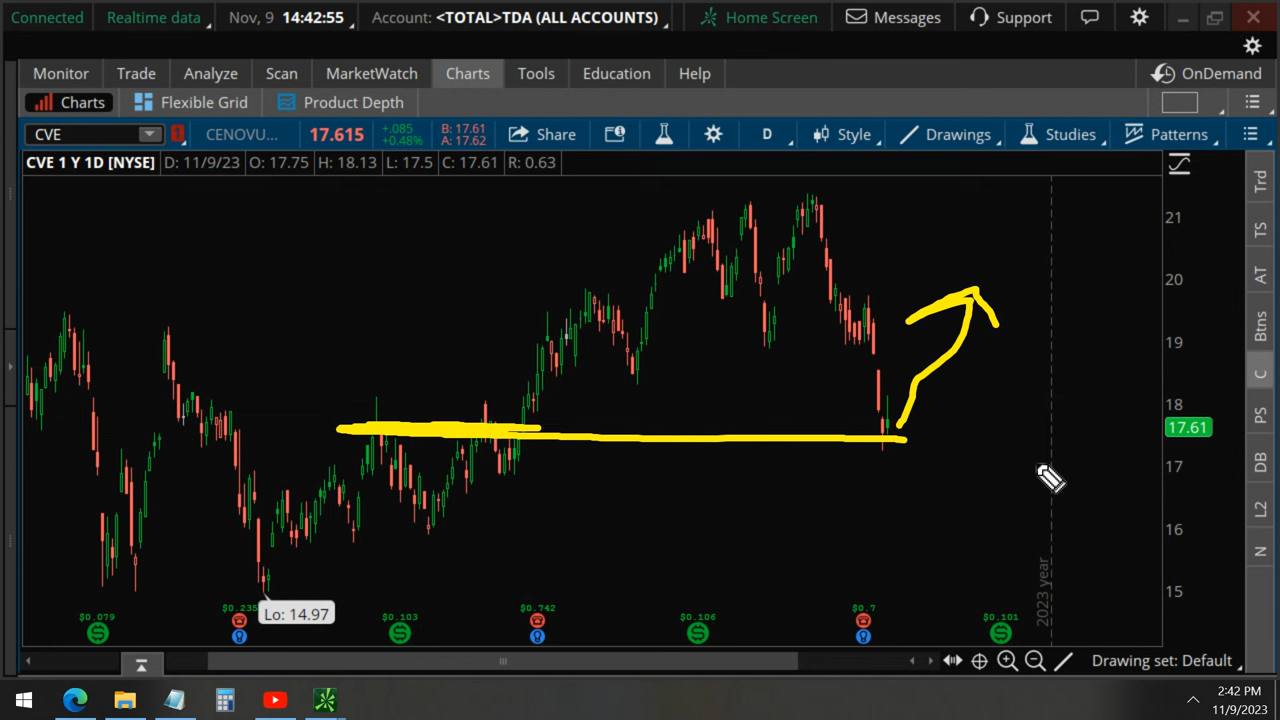 Connected Realtime data Nov, 9 14:42:55 Account: <TOTAL>TDA (ALL ACCOUNTS) Home Screen Messages Support
Monitor Trade Analyze Scan MarketWatch Charts Tools Education Help OnDemand
Charts Flexible Grid Product Depth
CVE 1 CENOVU... 17.615 +.085 +0.48% B: 17.61 A: 17.62 Share D Style Drawings Studies Patterns
CVE 1 Y 1D [NYSE] D: 11/9/23 O: 17.75 H: 18.13 L: 17.5 C: 17.61 R: 0.63
21
20
19
18
17.61
17
16
15
Trd
TS
AT
Btns
C
PS
DB
L2
N
2023 year
Lo: 14.97
$0.079 $0.235 $0.103 $0.742 $0.106 $0.7 $0.101
Drawing set: Default
2:42 PM
11/9/2023